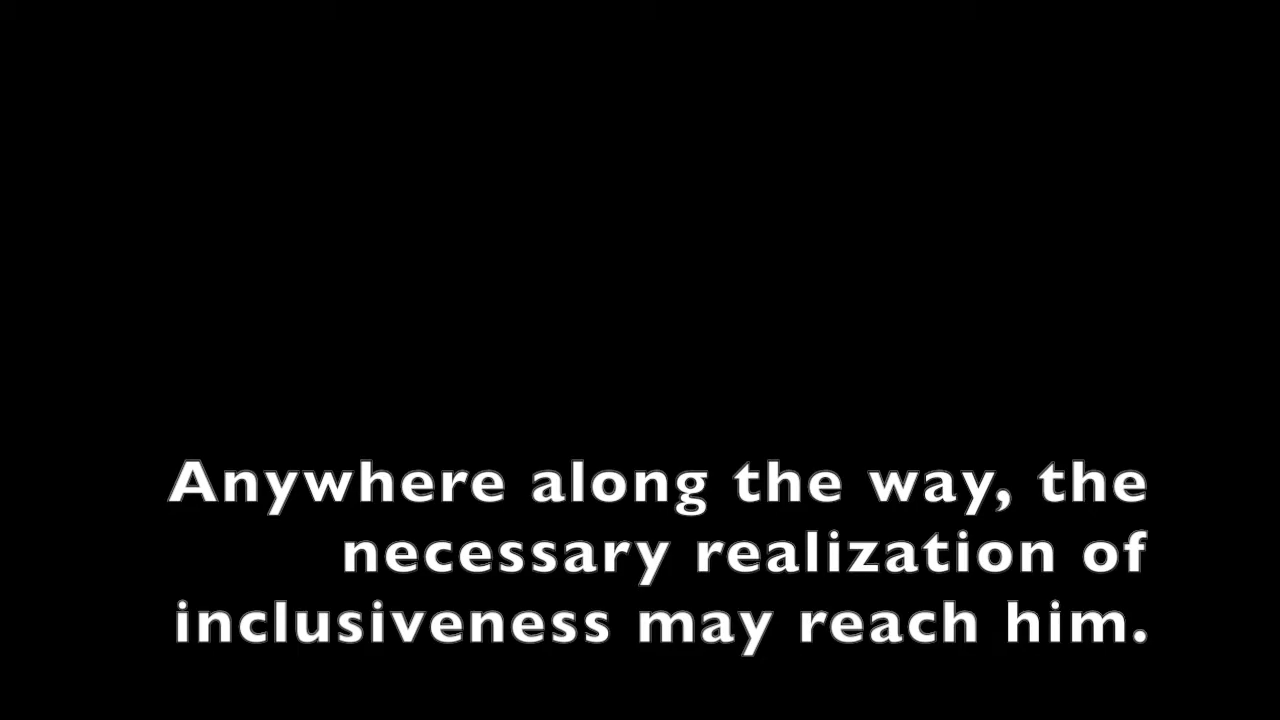 Anywhere along the way, the
necessary realization of
inclusiveness may reach him.